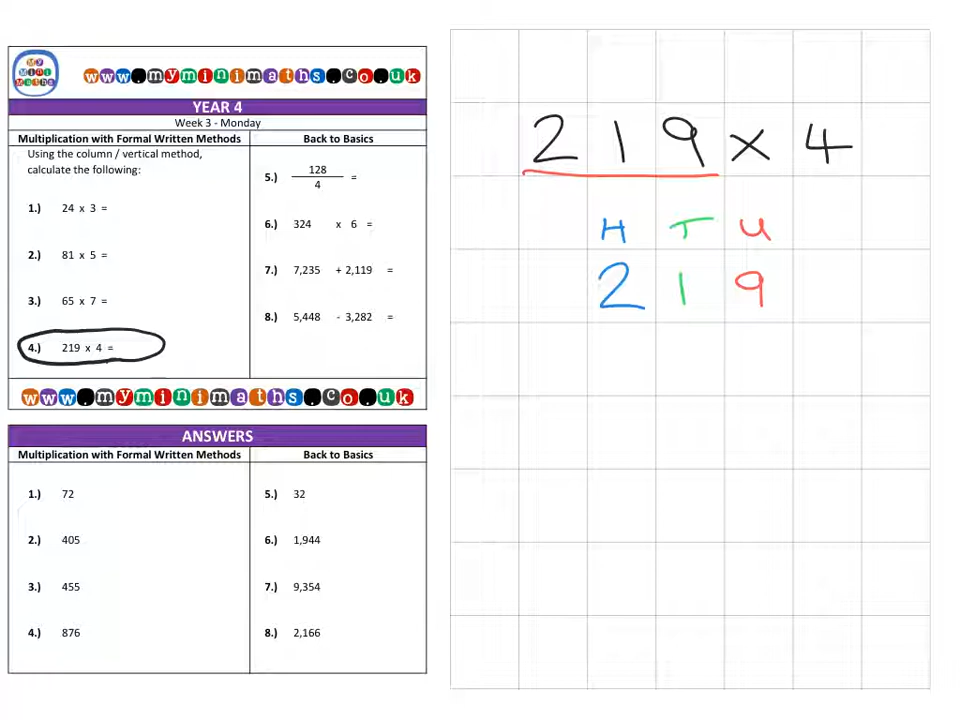 My
Mini
Maths
www.myminimaths.co.uk
YEAR 4
Week 3 - Monday
Multiplication with Formal Written Methods
Back to Basics
Using the column / vertical method,
calculate the following:
1.) 24 x 3 =
2.) 81 x 5 =
3.) 65 x 7 =
4.) 219 x 4 =
5.) 128
4 =
6.) 324 x 6 =
7.) 7,235 + 2,119 =
8.) 5,448 - 3,282 =
www.myminimaths.co.uk
ANSWERS
Multiplication with Formal Written Methods
Back to Basics
1.) 72
2.) 405
3.) 455
4.) 876
5.) 32
6.) 1,944
7.) 9,354
8.) 2,166
219 x 4
H T U
2 1 9